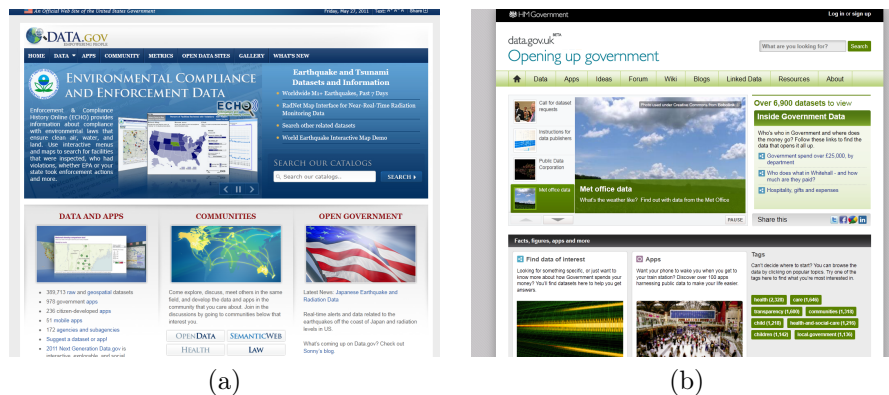 An Official Web Site of the United States Government
Friday, May 27, 2011 | Text: A- A A+ | Share
DATA.GOV
EMPOWERING PEOPLE
HOME DATA APPS COMMUNITY METRICS OPEN DATA SITES GALLERY WHAT'S NEW
ENVIRONMENTAL COMPLIANCE
AND ENFORCEMENT DATA
Enforcement & Compliance
History Online (ECHO) provides
information about compliance
with environmental laws that
ensure clean air, water, and
land. Use interactive menus
and maps to search for facilities
that were inspected, who had
violations, whether EPA or your
state took enforcement actions
and more.
ECHO
Earthquake and Tsunami
Datasets and Information
Worldwide M1+ Earthquakes, Past 7 Days
RadNet Map Interface for Near-Real-Time Radiation
Monitoring Data
Search other related datasets
World Earthquake Interactive Map Demo
SEARCH OUR CATALOGS
Search our catalogs..
SEARCH
DATA AND APPS
389,713 raw and geospatial datasets
978 government apps
236 citizen-developed apps
51 mobile apps
172 agencies and subagencies
Suggest a dataset or app!
2011 Next Generation Data.gov is
interactive, explorable, and social
COMMUNITIES
Come explore, discuss, meet others in the same
field, and develop the data and apps in the
community that you care about. Join in the
discussions by going to communities below that
interest you.
OPENDATA SEMANTICWEB
HEALTH LAW
OPEN GOVERNMENT
Latest News: Japanese Earthquake and
Radiation Data
Real-time alerts and data related to the
earthquakes off the coast of Japan and radiation
levels in US.
What's coming up on Data.gov? Check out
Sonny's blog.
(a)
HM Government
Log in or sign up
data.gov.uk BETA
Opening up government
What are you looking for?
Search
Data Apps Ideas Forum Wiki Blogs Linked Data Resources About
Call for dataset
requests
Instructions for
data publishers
Public Data
Corporation
Met office data
Met office data
What's the weather like? Find out with data from the Met Office
PAUSE
Over 6,900 datasets to view
Inside Government Data
Who's who in Government and where does
the money go? Follow these links to find the
data that opens it all up.
Government spend over £25,000, by
department
Who does what in Whitehall - and how
much are they paid?
Hospitality, gifts and expenses
Share this
Facts, figures, apps and more
Find data of interest
Looking for something specific, or just want to
know more about how Government spends your
money? You'll find datasets here to help you get
answers.
Apps
Want your phone to wake you when you get to
your train station? Discover over 100 apps
harnessing public data to make your life easier.
Tags
Can't decide where to start? You can browse the
data by clicking on popular topics. Try one of the
tags here to find what you're most interested in.
health (2,328) care (1,646)
transparency (1,600) communities (1,318)
child (1,218) health-and-social-care (1,216)
children (1,142) local-government (1,136)
(b)